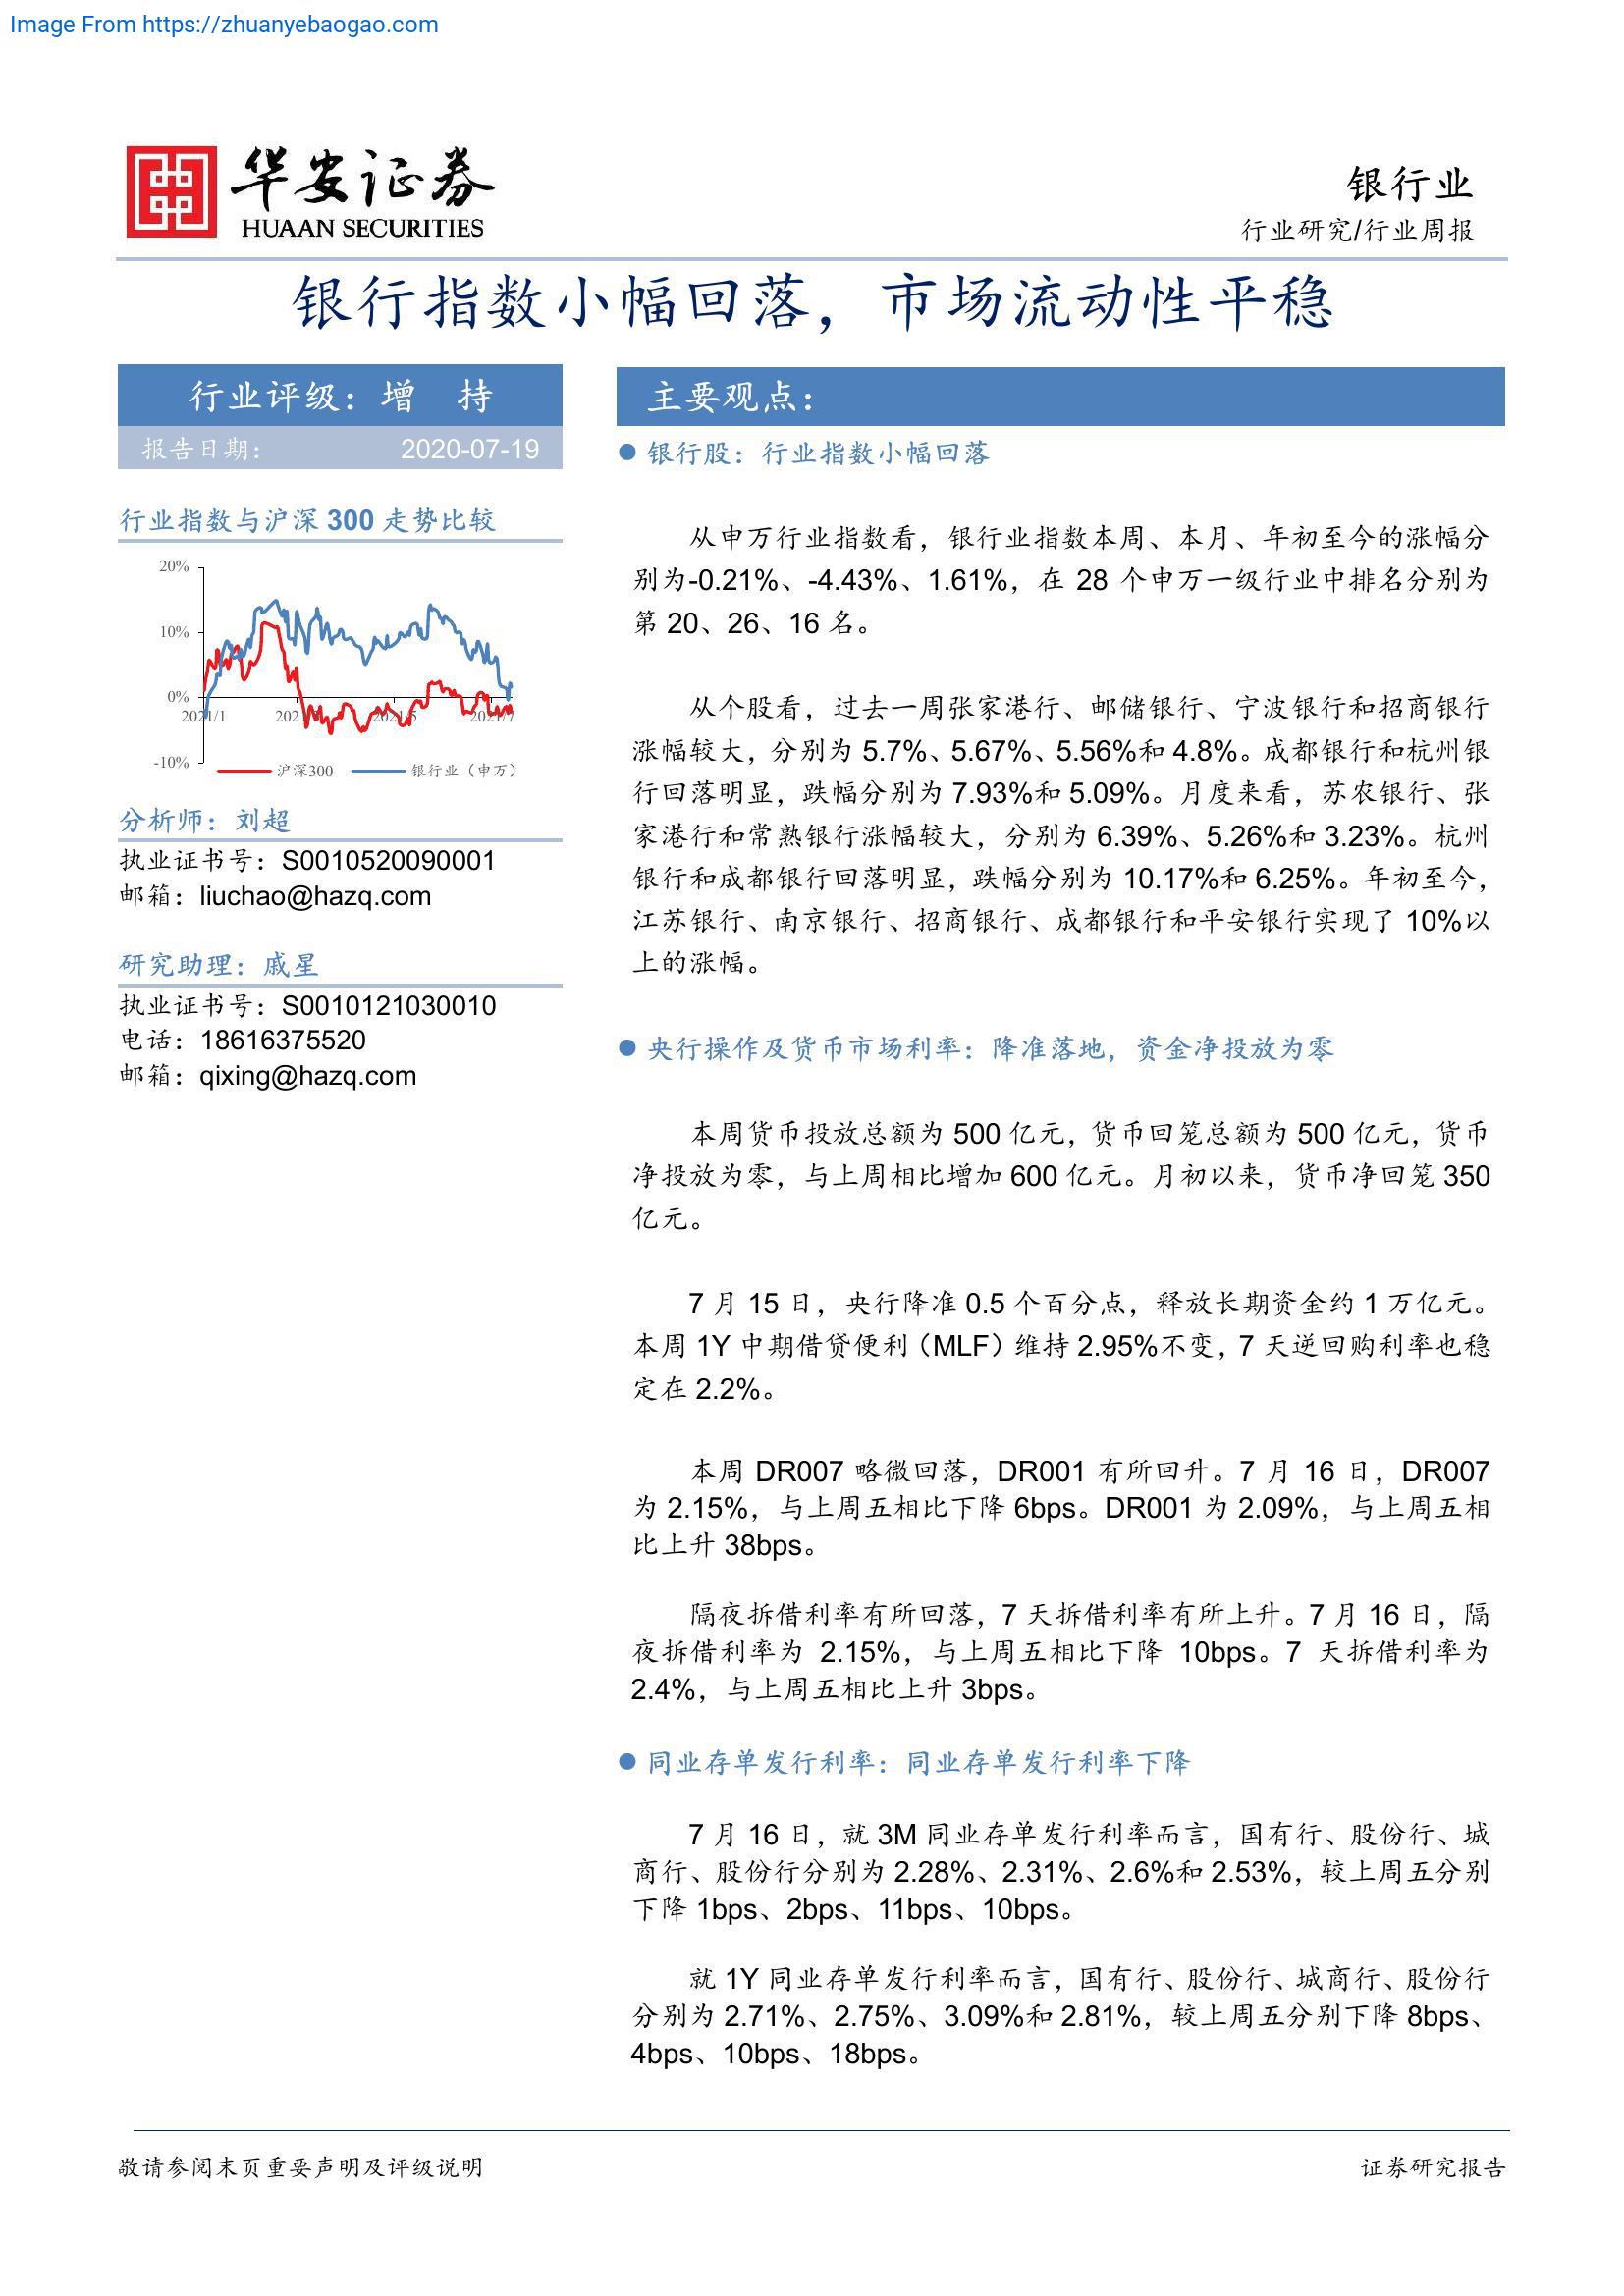 Image From https://zhuanyebaogao.com
华安证券
HUAAN SECURITIES
银行业
行业研究/行业周报
银行指数小幅回落，市场流动性平稳
行业评级：增 持
报告日期： 2020-07-19
行业指数与沪深 300 走势比较
20%
10%
0%
-10%
2021/1 2021/3 2021/5 2021/7
沪深300 银行业（申万）
分析师：刘超
执业证书号：S0010520090001
邮箱：liuchao@hazq.com
研究助理：戚星
执业证书号：S0010121030010
电话：18616375520
邮箱：qixing@hazq.com
主要观点：
银行股：行业指数小幅回落
从申万行业指数看，银行业指数本周、本月、年初至今的涨幅分
别为-0.21%、-4.43%、1.61%，在 28 个申万一级行业中排名分别为
第 20、26、16 名。
从个股看，过去一周张家港行、邮储银行、宁波银行和招商银行
涨幅较大，分别为 5.7%、5.67%、5.56%和 4.8%。成都银行和杭州银
行回落明显，跌幅分别为 7.93%和 5.09%。月度来看，苏农银行、张
家港行和常熟银行涨幅较大，分别为 6.39%、5.26%和 3.23%。杭州
银行和成都银行回落明显，跌幅分别为 10.17%和 6.25%。年初至今，
江苏银行、南京银行、招商银行、成都银行和平安银行实现了 10%以
上的涨幅。
央行操作及货币市场利率：降准落地，资金净投放为零
本周货币投放总额为 500 亿元，货币回笼总额为 500 亿元，货币
净投放为零，与上周相比增加 600 亿元。月初以来，货币净回笼 350
亿元。
7 月 15 日，央行降准 0.5 个百分点，释放长期资金约 1 万亿元。
本周 1Y 中期借贷便利（MLF）维持 2.95%不变，7 天逆回购利率也稳
定在 2.2%。
本周 DR007 略微回落，DR001 有所回升。7 月 16 日，DR007
为 2.15%，与上周五相比下降 6bps。DR001 为 2.09%，与上周五相
比上升 38bps。
隔夜拆借利率有所回落，7 天拆借利率有所上升。7 月 16 日，隔
夜拆借利率为 2.15%，与上周五相比下降 10bps。7 天拆借利率为
2.4%，与上周五相比上升 3bps。
同业存单发行利率：同业存单发行利率下降
7 月 16 日，就 3M 同业存单发行利率而言，国有行、股份行、城
商行、股份行分别为 2.28%、2.31%、2.6%和 2.53%，较上周五分别
下降 1bps、2bps、11bps、10bps。
就 1Y 同业存单发行利率而言，国有行、股份行、城商行、股份行
分别为 2.71%、2.75%、3.09%和 2.81%，较上周五分别下降 8bps、
4bps、10bps、18bps。
敬请参阅末页重要声明及评级说明
证券研究报告